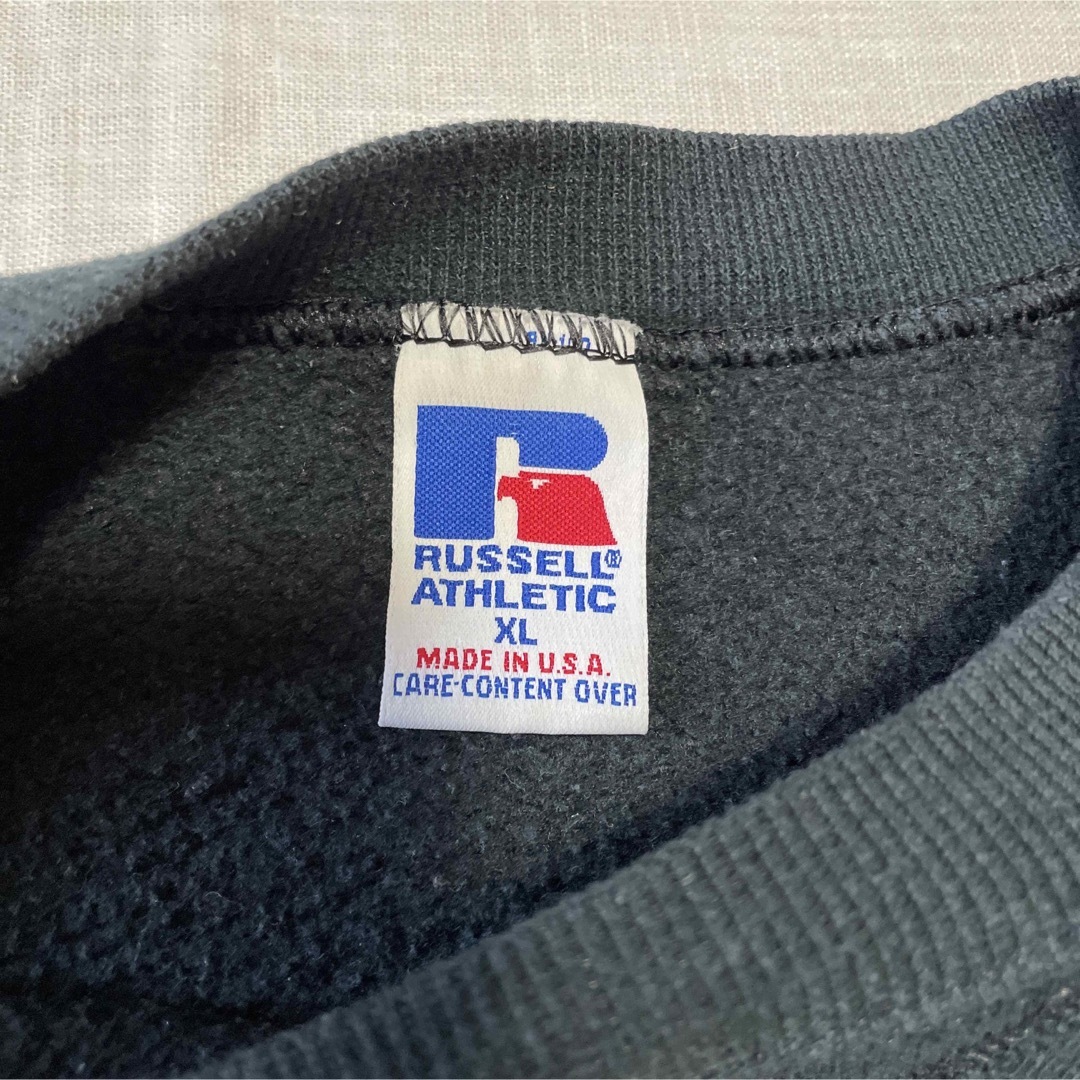 R
RUSSELL®
ATHLETIC
XL
MADE IN U.S.A.
CARE-CONTENT OVER